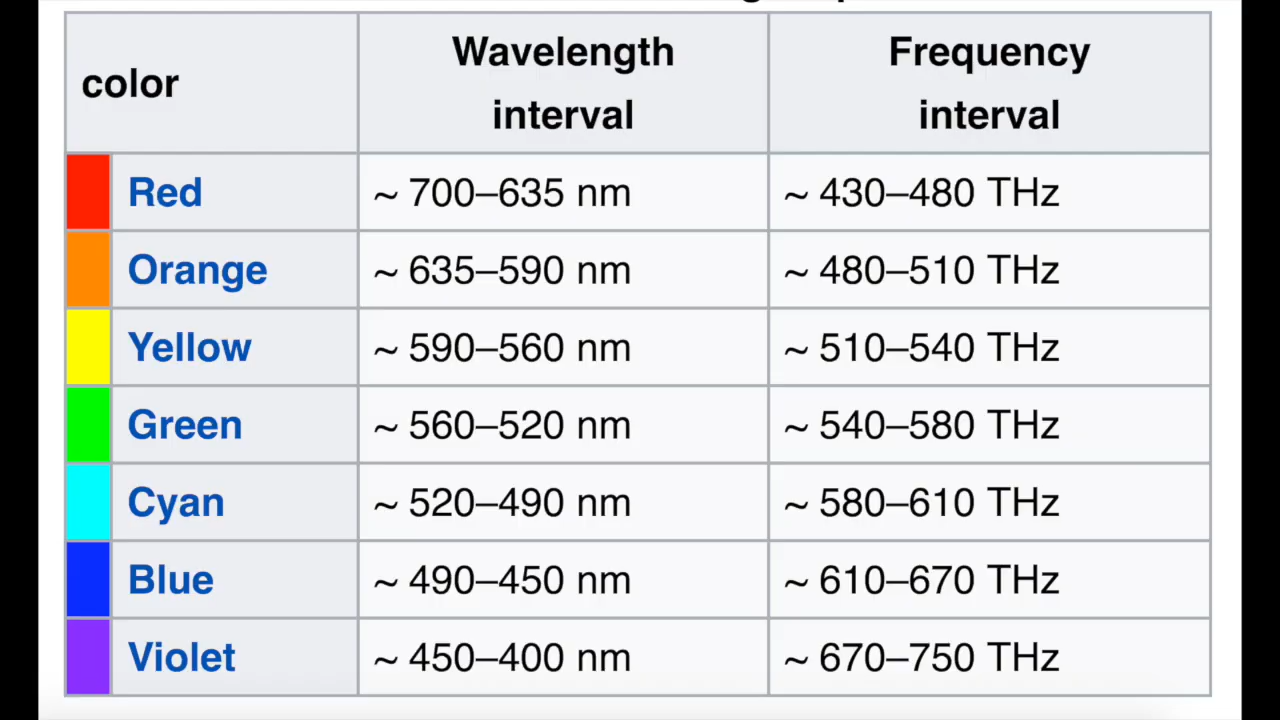 color
Wavelength interval
Frequency interval
Red ~ 700–635 nm ~ 430–480 THz
Orange ~ 635–590 nm ~ 480–510 THz
Yellow ~ 590–560 nm ~ 510–540 THz
Green ~ 560–520 nm ~ 540–580 THz
Cyan ~ 520–490 nm ~ 580–610 THz
Blue ~ 490–450 nm ~ 610–670 THz
Violet ~ 450–400 nm ~ 670–750 THz